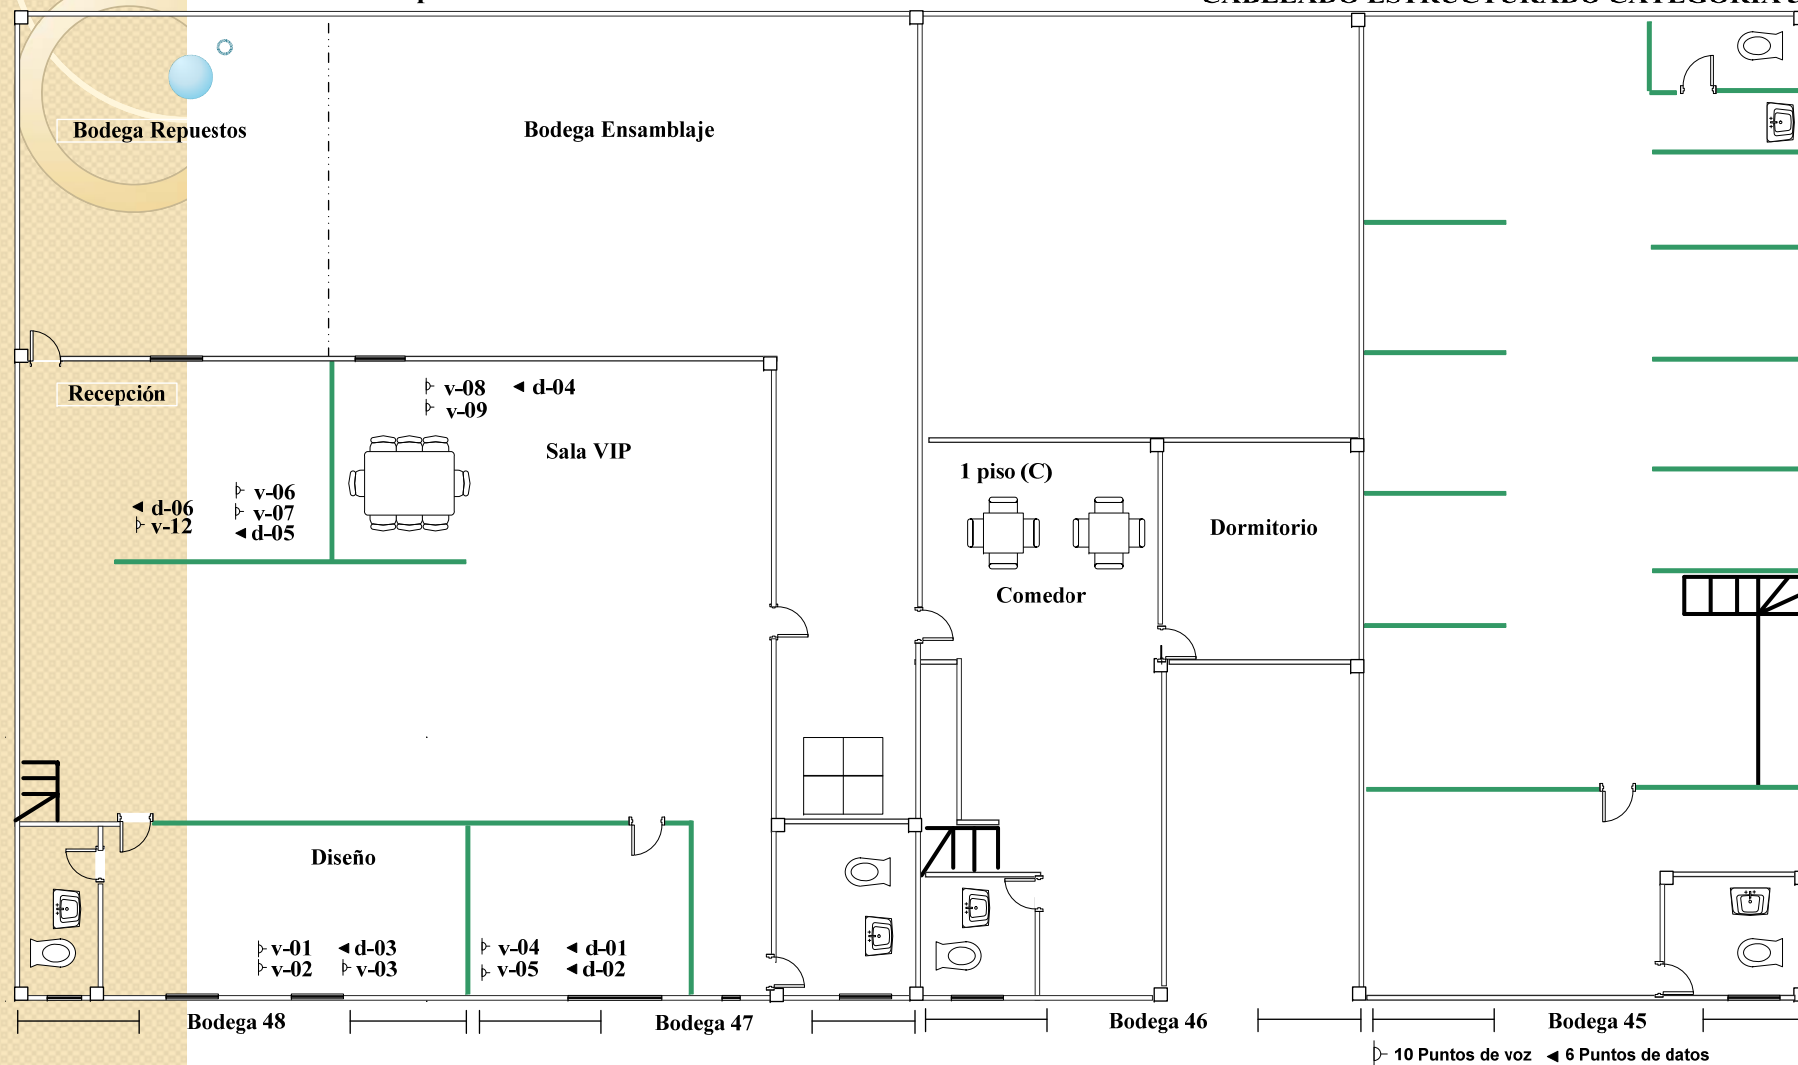 Bodega Repuestos
Bodega Ensamblaje
Recepción
v-08 d-04
v-09
Sala VIP
1 piso (C)
d-06
v-12
v-06
v-07
d-05
Dormitorio
Comedor
Diseño
v-01 d-03
v-02 v-03
v-04 d-01
v-05 d-02
Bodega 48
Bodega 47
Bodega 46
Bodega 45
10 Puntos de voz 6 Puntos de datos